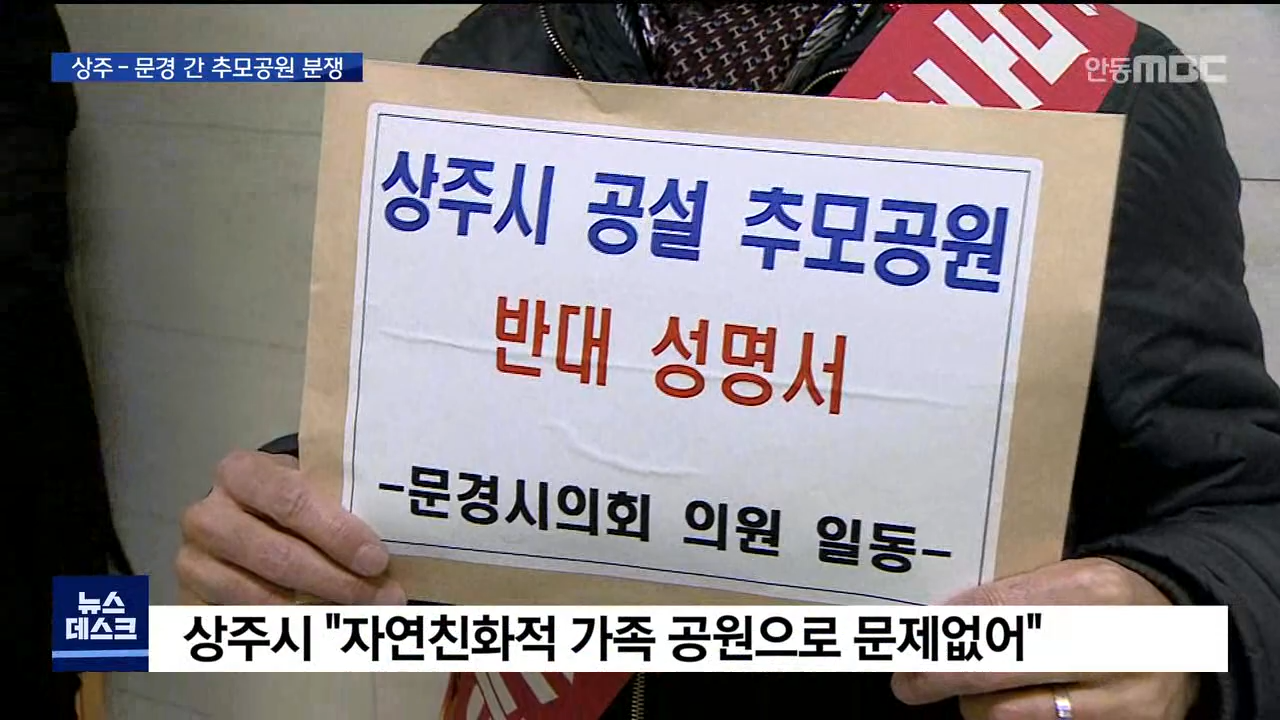 상주 - 문경 간 추모공원 분쟁
안동MBC
상주시 공설 추모공원
반대 성명서
-문경시의회 의원 일동-
뉴스
데스크
상주시 "자연친화적 가족 공원으로 문제없어"